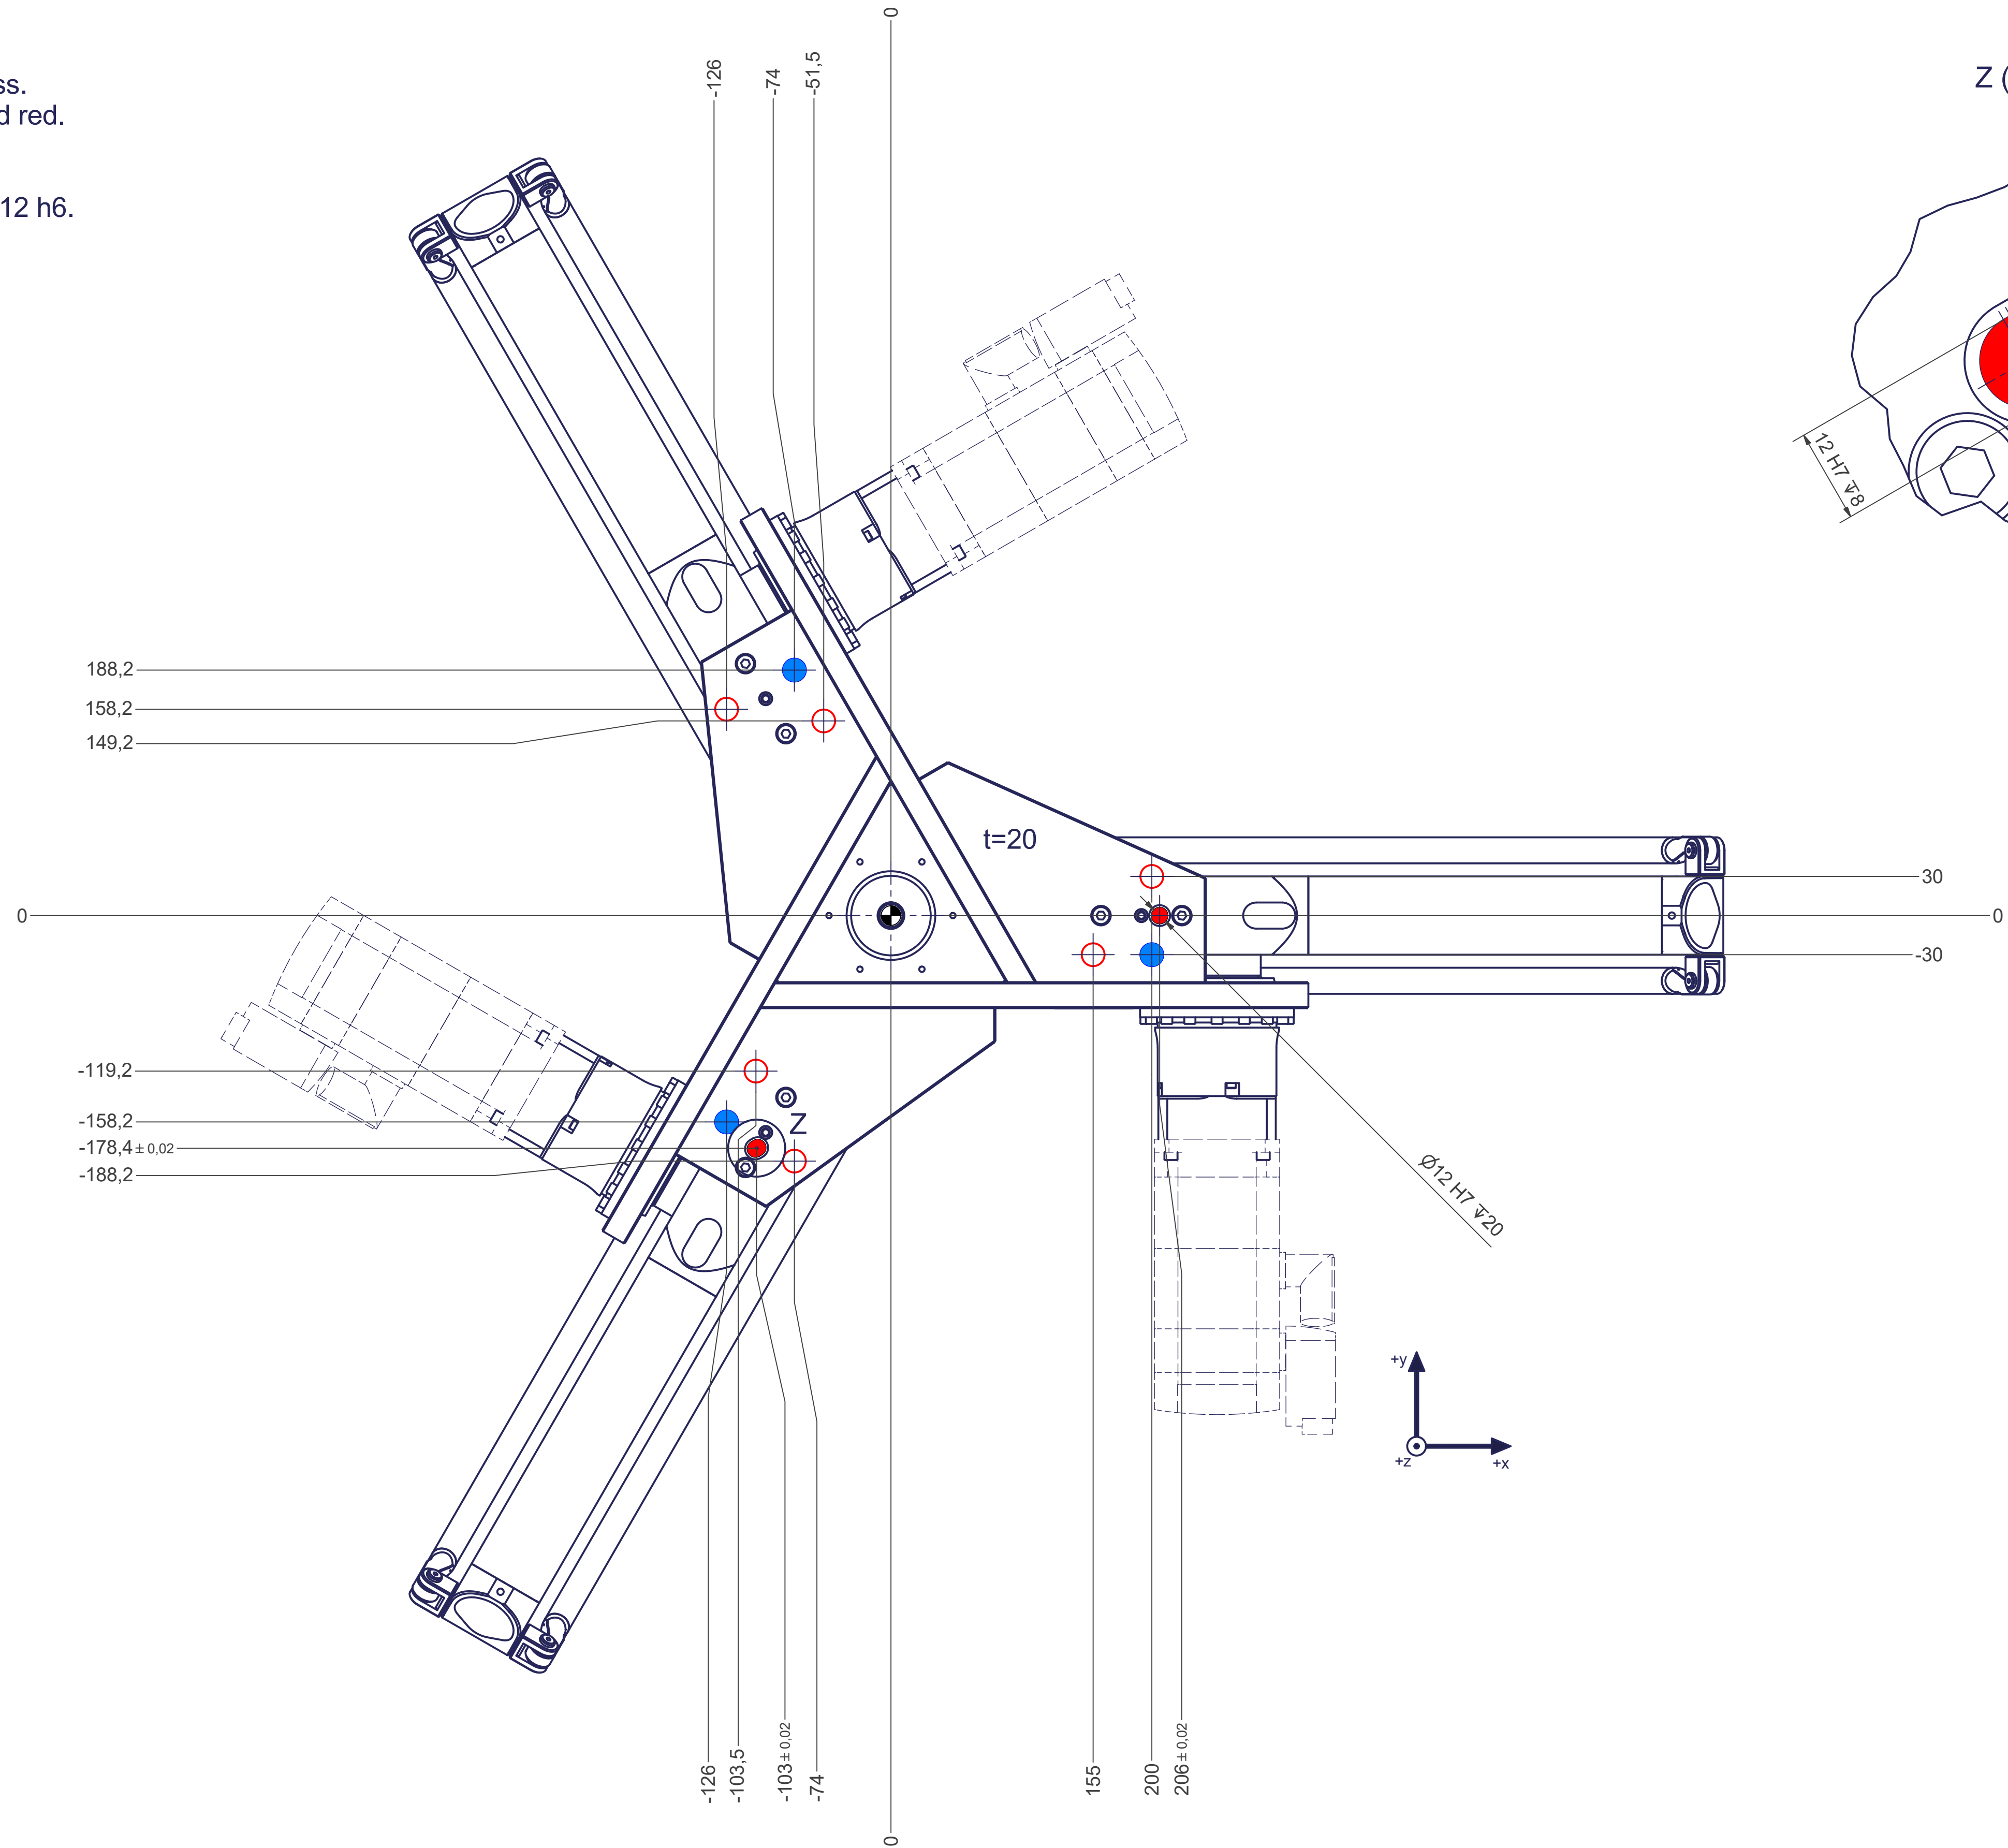 0
-126
-74
-51,5
ss.
d red.
12 h6.
Z (
12 H7 ↧8
188,2
158,2
149,2
t=20
30
0
0
-30
-119,2
Z
-158,2
-178,4 ± 0,02
-188,2
Ø12 H7 ↧20
+y
+z
+x
-126
-103,5
-103 ± 0,02
-74
0
155
200
206 ± 0,02